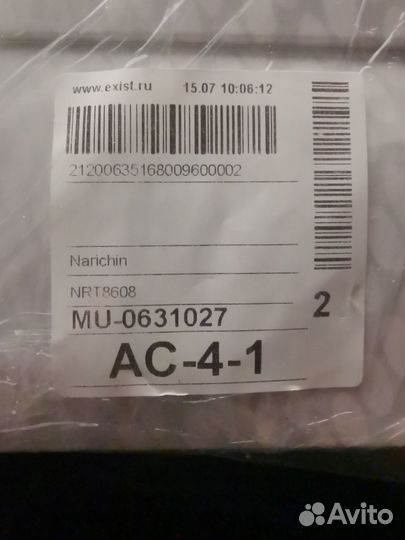 www.exist.ru 15.07 10:06:12
21200635168009600002
Narichin
NRT8608
MU-0631027
2
AC-4-1
Avito